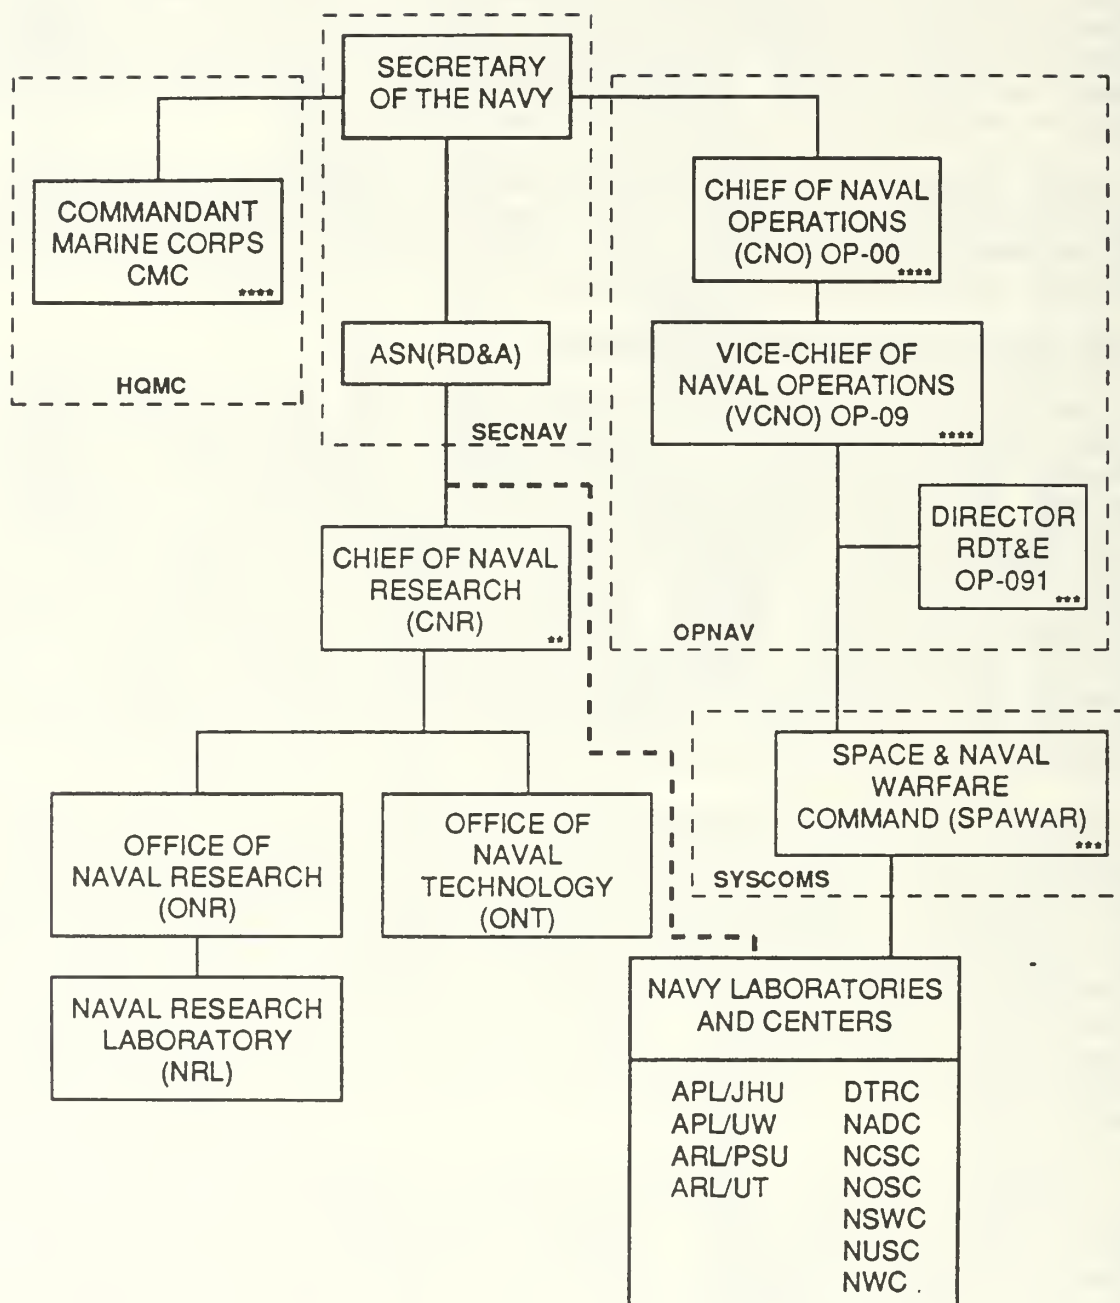 SECRETARY
OF THE NAVY
COMMANDANT
MARINE CORPS
CMC
****
HQMC
ASN(RD&A)
SECNAV
CHIEF OF NAVAL
OPERATIONS
(CNO) OP-00
****
VICE-CHIEF OF
NAVAL OPERATIONS
(VCNO) OP-09
****
DIRECTOR
RDT&E
OP-091
***
OPNAV
CHIEF OF NAVAL
RESEARCH
(CNR)
**
OFFICE OF
NAVAL RESEARCH
(ONR)
OFFICE OF
NAVAL
TECHNOLOGY
(ONT)
NAVAL RESEARCH
LABORATORY
(NRL)
SPACE & NAVAL
WARFARE
COMMAND (SPAWAR)
***
SYSCOMS
NAVY LABORATORIES
AND CENTERS
APL/JHU
APL/UW
ARL/PSU
ARL/UT
DTRC
NADC
NCSC
NOSC
NSWC
NUSC
NWC